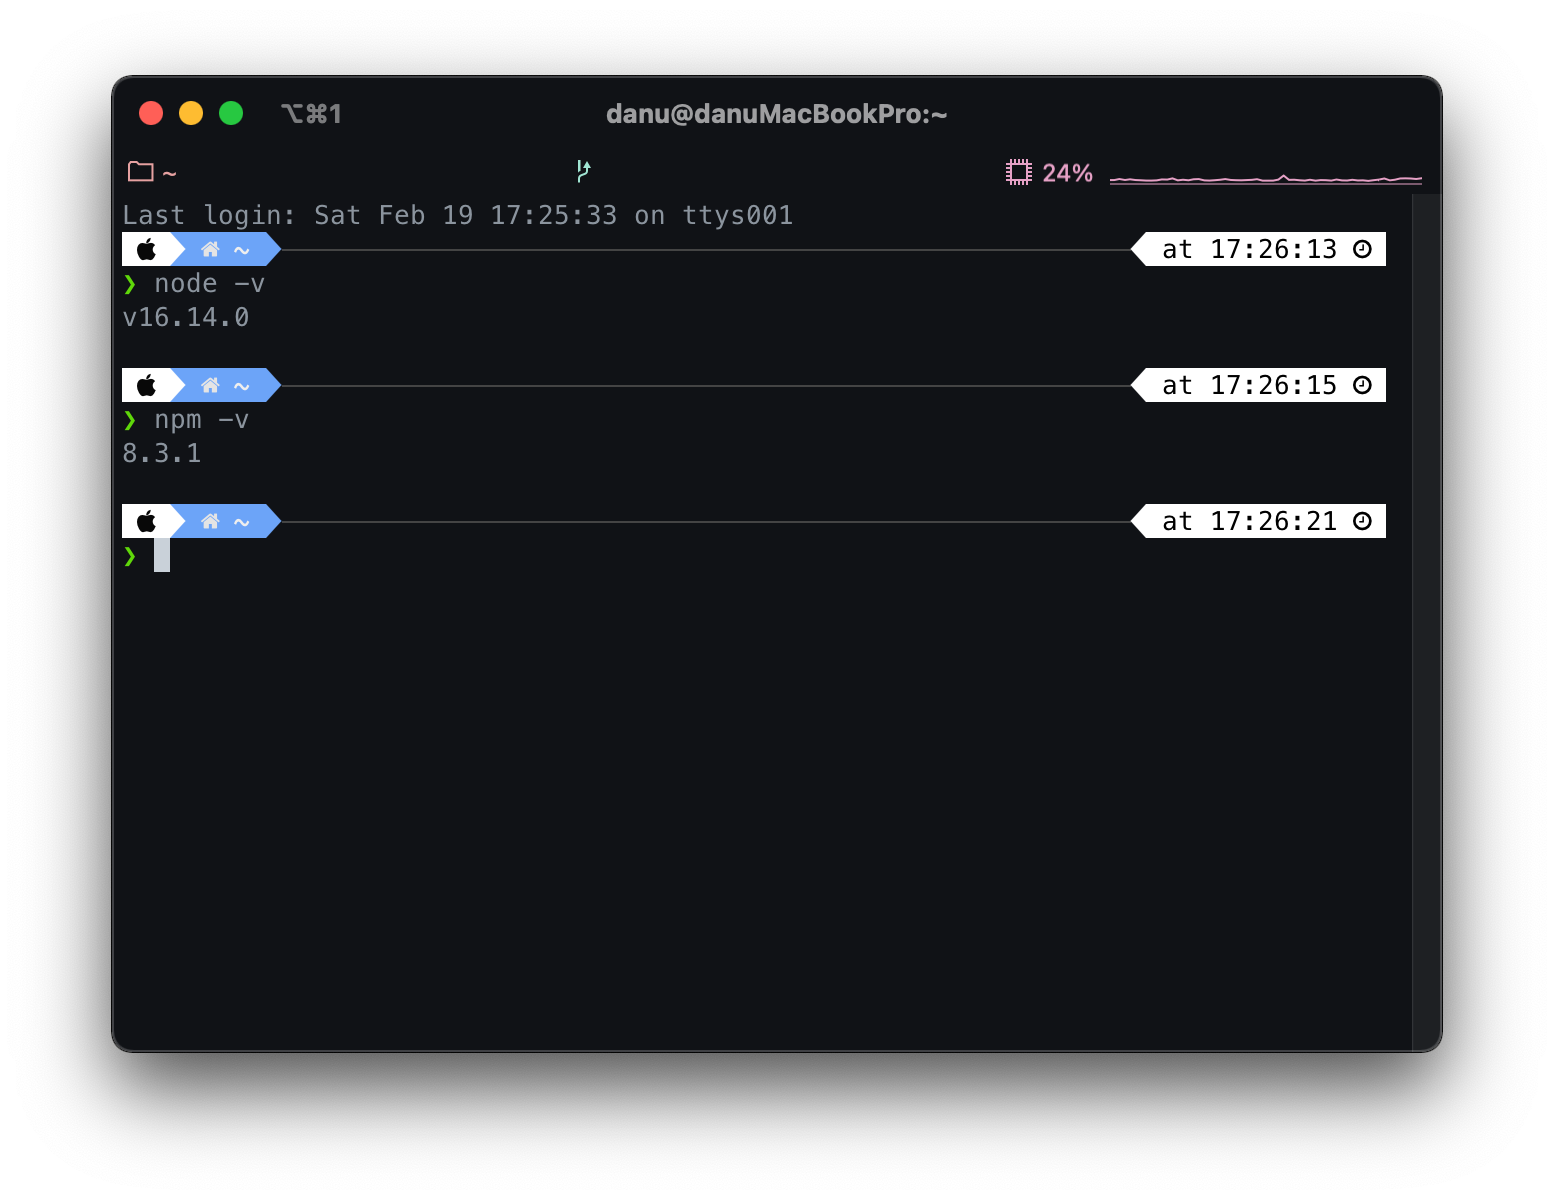 ⌥⌘1 danu@danuMacBookPro:~
~ 24%
Last login: Sat Feb 19 17:25:33 on ttys001
~ at 17:26:13
❯ node -v
v16.14.0
~ at 17:26:15
❯ npm -v
8.3.1
~ at 17:26:21
❯